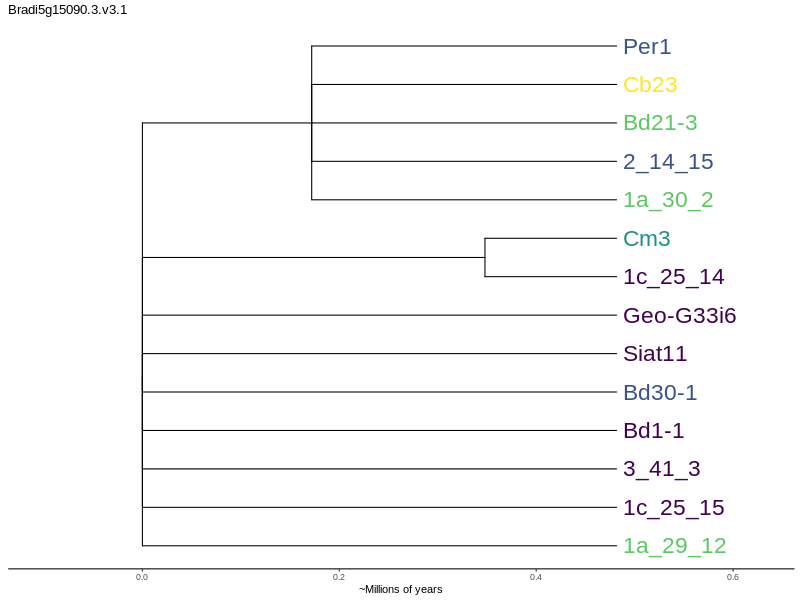 Bradi5g15090.3.v3.1
Per1
Cb23
Bd21-3
2_14_15
1a_30_2
Cm3
1c_25_14
Geo-G33i6
Siat11
Bd30-1
Bd1-1
3_41_3
1c_25_15
1a_29_12
0.0 0.2 0.4 0.6
~Millions of years